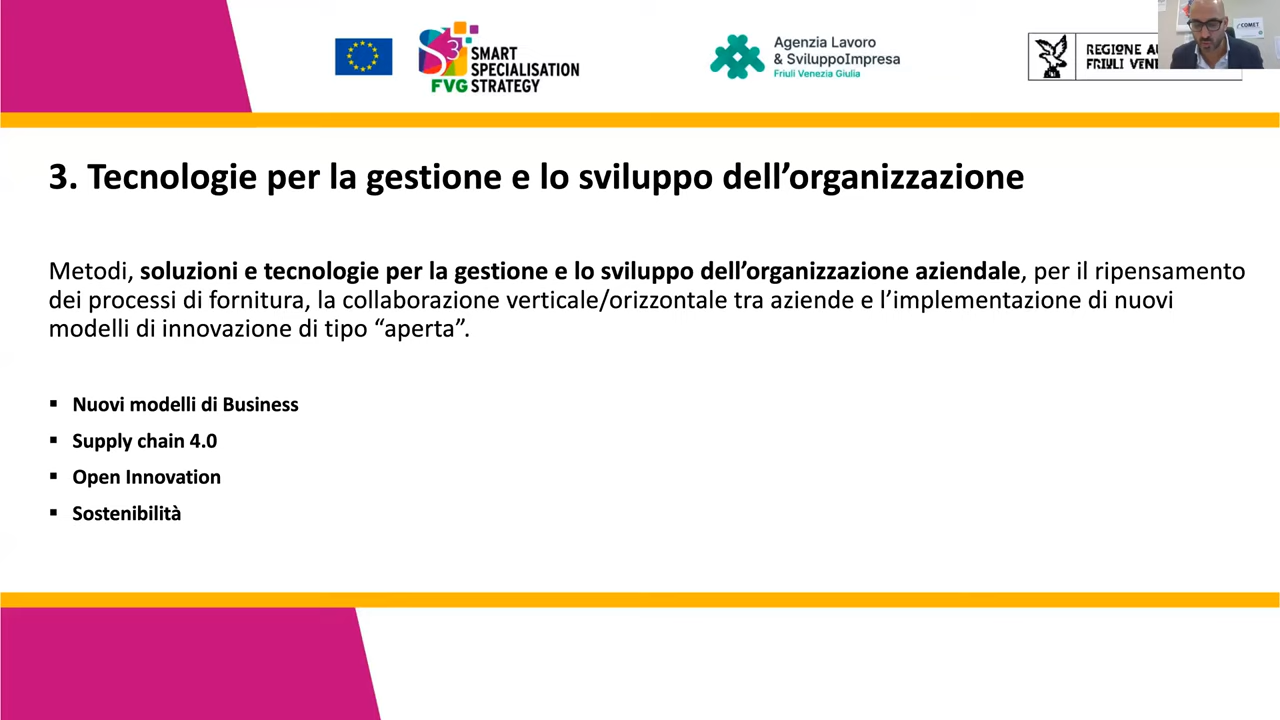 S3 SMART
SPECIALISATION
FVG STRATEGY
Agenzia Lavoro
& SviluppoImpresa
Friuli Venezia Giulia
REGIONE
FRIULI
COMET
3. Tecnologie per la gestione e lo sviluppo dell’organizzazione
Metodi, soluzioni e tecnologie per la gestione e lo sviluppo dell’organizzazione aziendale, per il ripensamento
dei processi di fornitura, la collaborazione verticale/orizzontale tra aziende e l’implementazione di nuovi
modelli di innovazione di tipo “aperta”.
▪ Nuovi modelli di Business
▪ Supply chain 4.0
▪ Open Innovation
▪ Sostenibilità